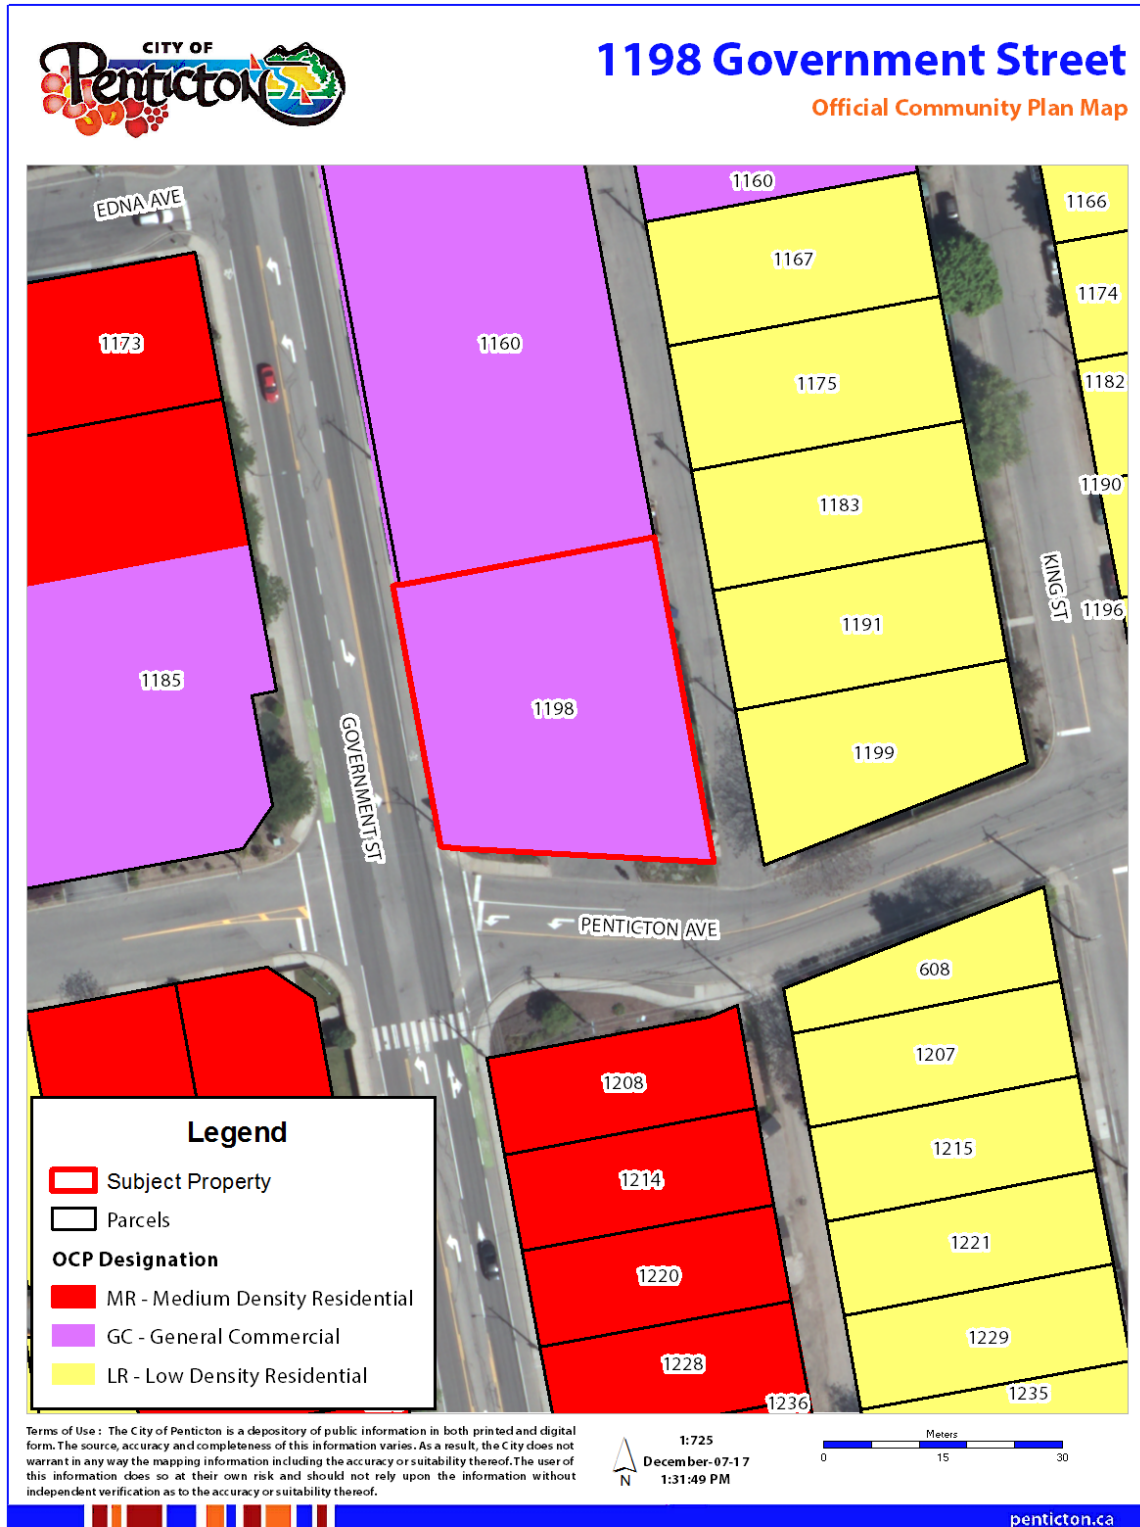 CITY OF
Penticton
1198 Government Street
Official Community Plan Map
EDNA AVE
1160
1166
1167
1174
1173
1160
1175
1182
1183
1190
KING ST
1196
1191
1185
1198
GOVERNMENT ST
1199
PENTICTON AVE
608
1207
1208
1215
1214
1221
1220
1229
1228
1235
1236
Legend
Subject Property
Parcels
OCP Designation
MR - Medium Density Residential
GC - General Commercial
LR - Low Density Residential
Terms of Use : The City of Penticton is a depository of public information in both printed and digital
form. The source, accuracy and completeness of this information varies. As a result, the City does not
warrant in any way the mapping information including the accuracy or suitability thereof. The user of
this information does so at their own risk and should not rely upon the information without
independent verification as to the accuracy or suitability thereof.
N
1:725
December-07-17
1:31:49 PM
Meters
0 15 30
penticton.ca